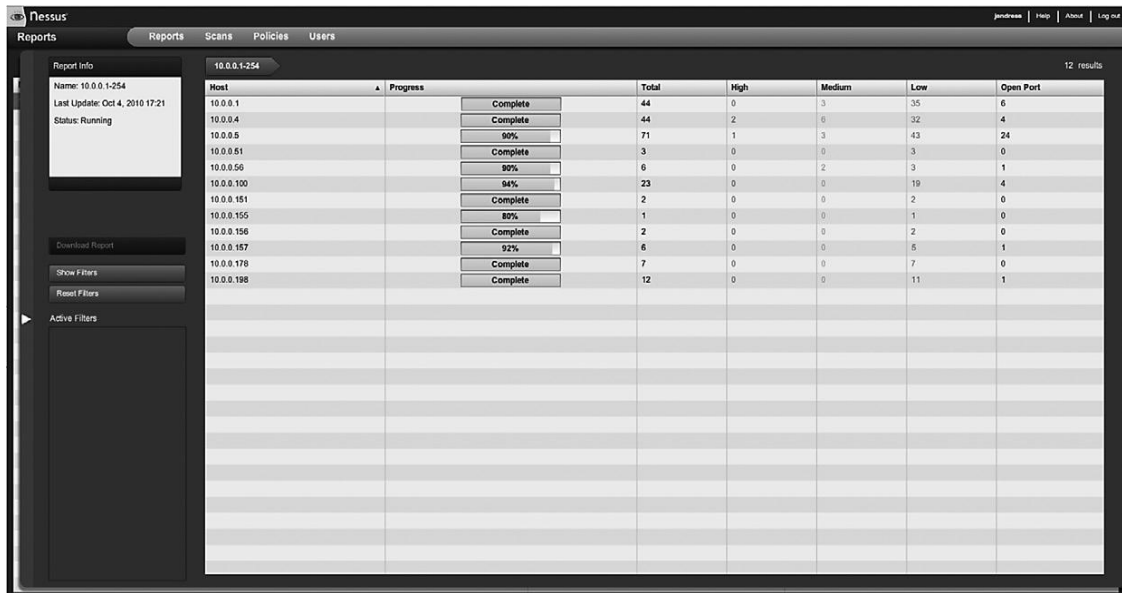 nessus
jandress | Help | About | Log out
Reports
Reports Scans Policies Users
Report Info
Name: 10.0.0.1-254
Last Update: Oct 4, 2010 17:21
Status: Running
Download Report
Show Filters
Reset Filters
Active Filters
10.0.0.1-254 12 results
Host Progress Total High Medium Low Open Port
10.0.0.1 Complete 44 0 3 35 6
10.0.0.4 Complete 44 2 6 32 4
10.0.0.5 90% 71 1 3 43 24
10.0.0.51 Complete 3 0 0 3 0
10.0.0.56 90% 6 0 2 3 1
10.0.0.100 94% 23 0 0 19 4
10.0.0.151 Complete 2 0 0 2 0
10.0.0.155 80% 1 0 0 1 0
10.0.0.156 Complete 2 0 0 2 0
10.0.0.157 92% 6 0 0 5 1
10.0.0.178 Complete 7 0 0 7 0
10.0.0.198 Complete 12 0 0 11 1